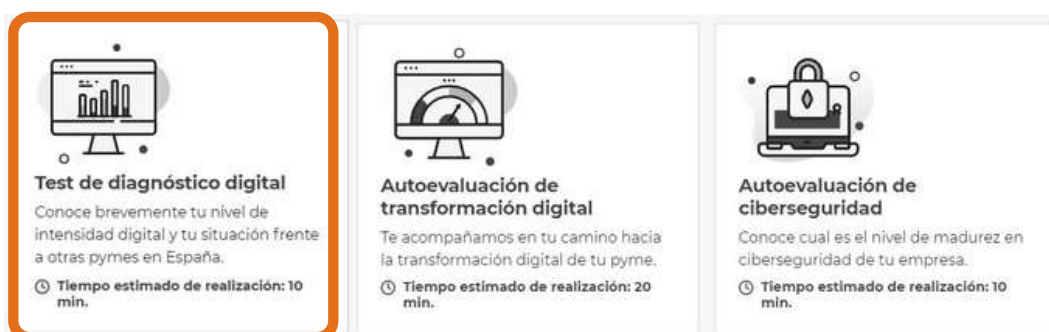 Test de diagnóstico digital
Conoce brevemente tu nivel de
intensidad digital y tu situación frente
a otras pymes en España.
Tiempo estimado de realización: 10
min.
Autoevaluación de
transformación digital
Te acompañamos en tu camino hacia
la transformación digital de tu pyme.
Tiempo estimado de realización: 20
min.
Autoevaluación de
ciberseguridad
Conoce cual es el nivel de madurez en
ciberseguridad de tu empresa.
Tiempo estimado de realización: 10
min.